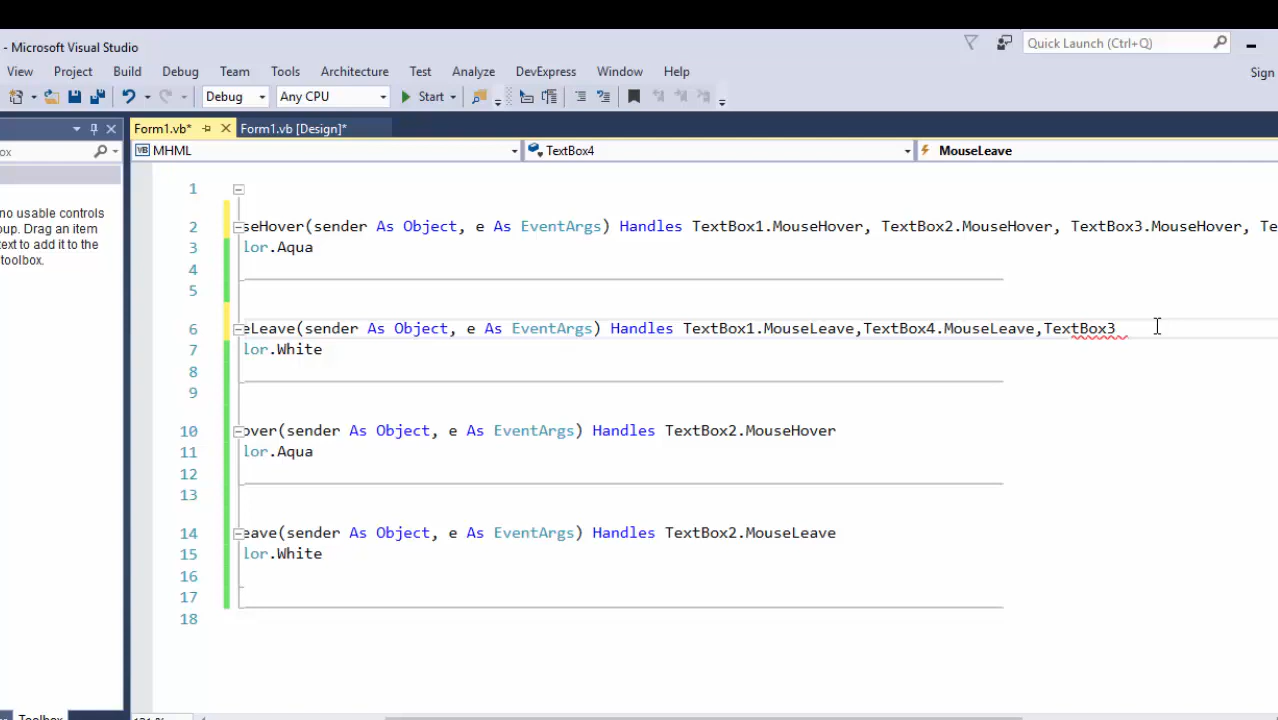 - Microsoft Visual Studio
Quick Launch (Ctrl+Q)
View Project Build Debug Team Tools Architecture Test Analyze DevExpress Window Help
Sign
Debug Any CPU Start
Form1.vb* Form1.vb [Design]*
MHML TextBox4 MouseLeave
ox
no usable controls
oup. Drag an item
text to add it to the
toolbox.
1
2 seHover(sender As Object, e As EventArgs) Handles TextBox1.MouseHover, TextBox2.MouseHover, TextBox3.MouseHover, Te
3 lor.Aqua
4
5
6 eLeave(sender As Object, e As EventArgs) Handles TextBox1.MouseLeave,TextBox4.MouseLeave,TextBox3
7 lor.White
8
9
10 over(sender As Object, e As EventArgs) Handles TextBox2.MouseHover
11 lor.Aqua
12
13
14 eave(sender As Object, e As EventArgs) Handles TextBox2.MouseLeave
15 lor.White
16
17
18
Toolbox